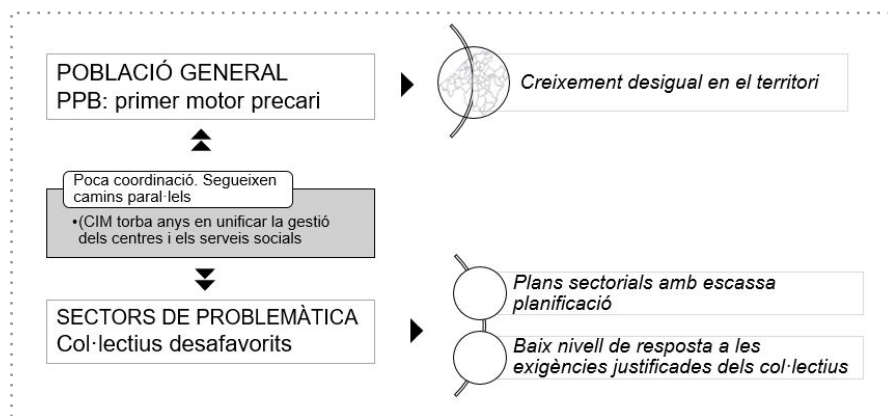 POBLACIÓ GENERAL
PPB: primer motor precari
Creixement desigual en el territori
Poca coordinació. Segueixen
camins paral·lels
•(CIM torba anys en unificar la gestió
dels centres i els serveis socials
SECTORS DE PROBLEMÀTICA
Col·lectius desafavorits
Plans sectorials amb escassa
planificació
Baix nivell de resposta a les
exigències justificades dels col·lectius